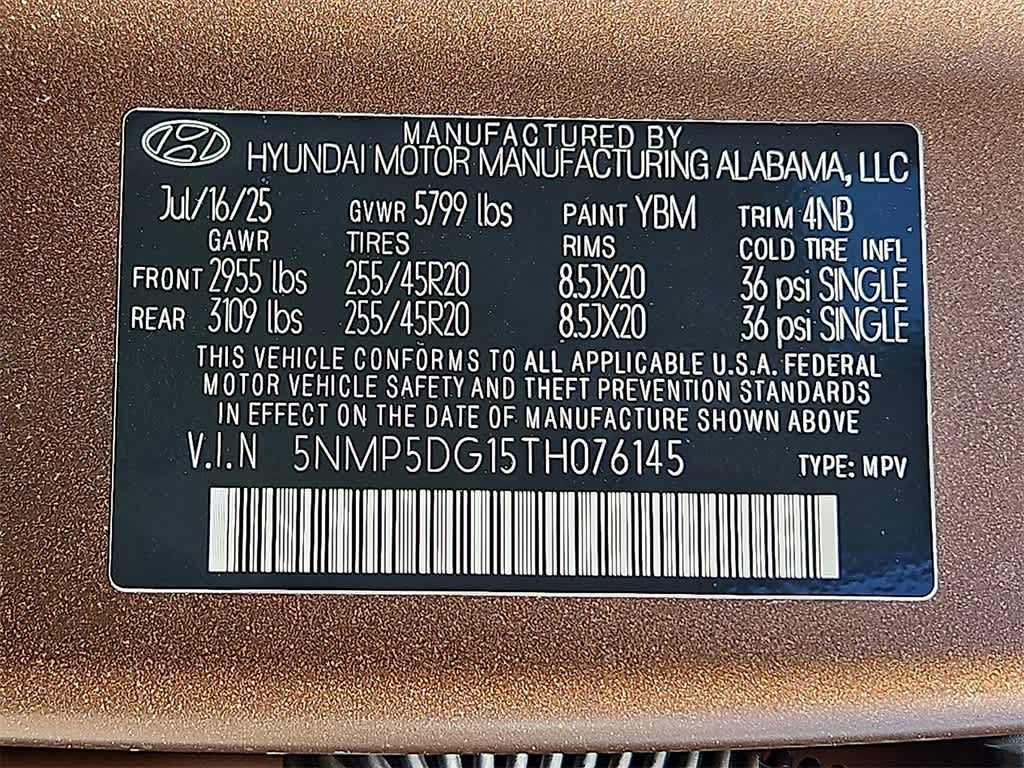 MANUFACTURED BY
HYUNDAI MOTOR MANUFACTURING ALABAMA, LLC
Jul/16/25 GVWR 5799 lbs PAINT YBM TRIM 4NB
GAWR TIRES RIMS COLD TIRE INFL
FRONT 2955 lbs 255/45R20 8.5JX20 36 psi SINGLE
REAR 3109 lbs 255/45R20 8.5JX20 36 psi SINGLE
THIS VEHICLE CONFORMS TO ALL APPLICABLE U.S.A. FEDERAL
MOTOR VEHICLE SAFETY AND THEFT PREVENTION STANDARDS
IN EFFECT ON THE DATE OF MANUFACTURE SHOWN ABOVE
V.I.N 5NMP5DG15TH076145 TYPE: MPV